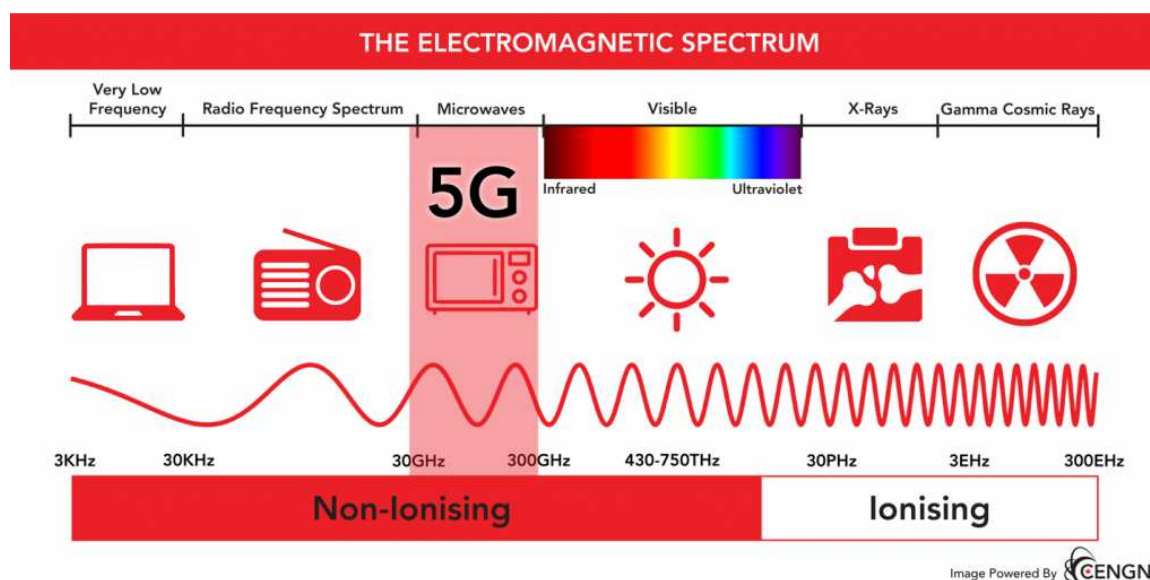 THE ELECTROMAGNETIC SPECTRUM
Very Low
Frequency
Radio Frequency Spectrum
Microwaves
Visible
X-Rays
Gamma Cosmic Rays
5G
Infrared
Ultraviolet
3KHz
30KHz
30GHz
300GHz
430-750THz
30PHz
3EHz
300EHz
Non-Ionising
Ionising
Image Powered By CENGN